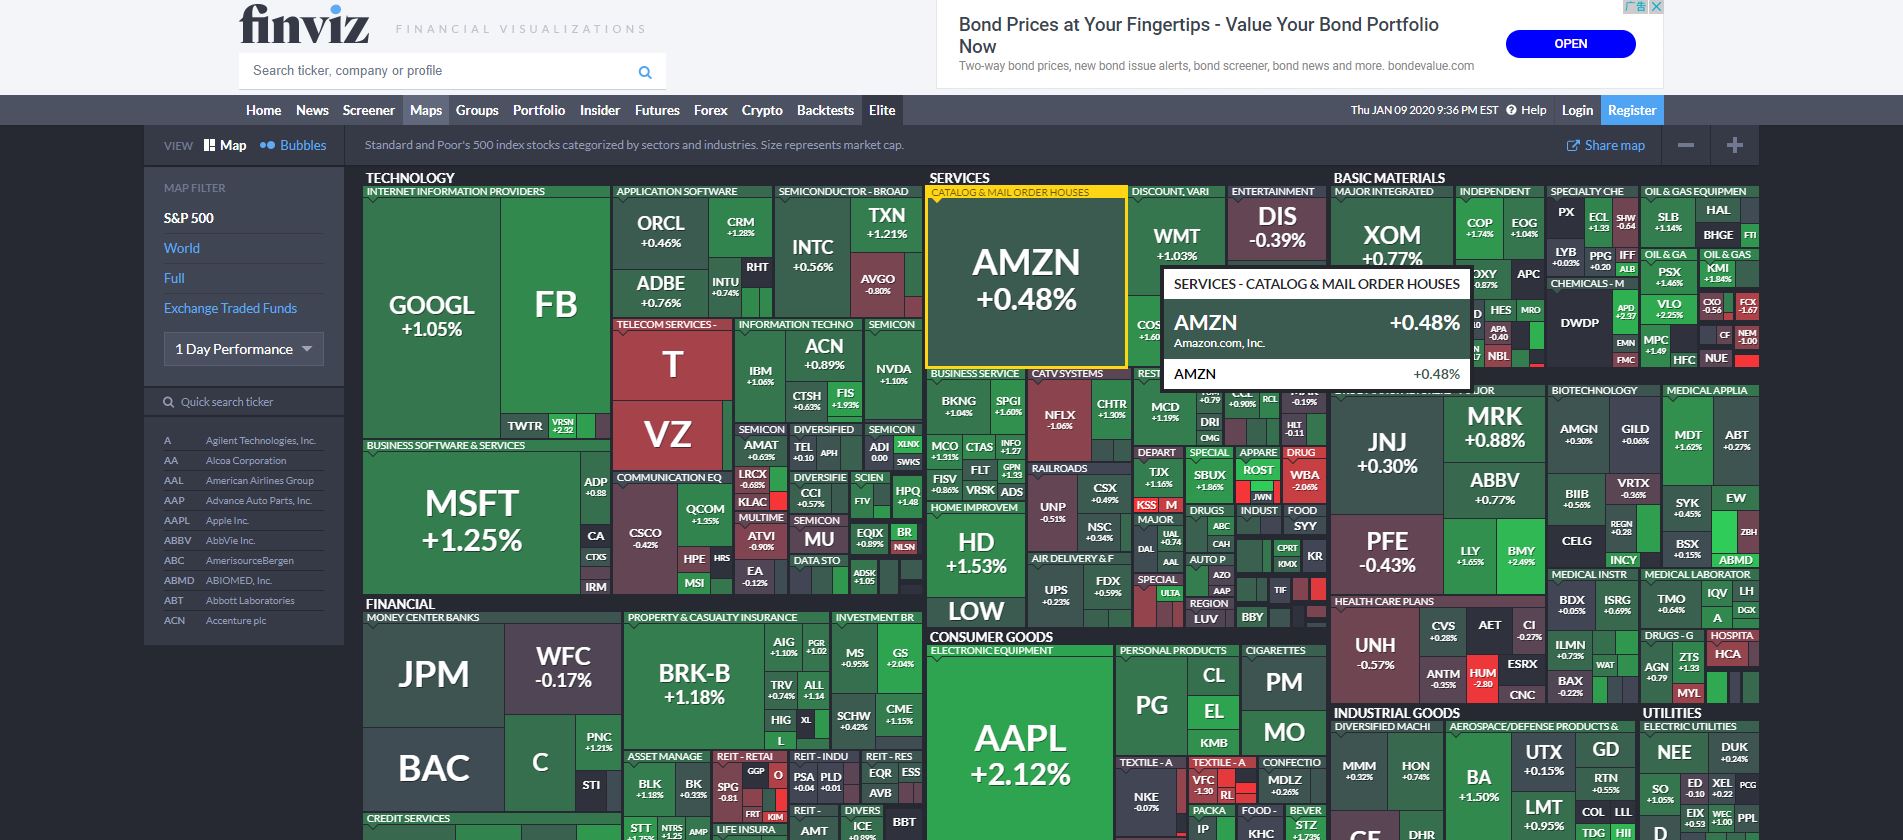 finviz
FINANCIAL VISUALIZATIONS
Search ticker, company or profile
Bond Prices at Your Fingertips - Value Your Bond Portfolio
Now
Two-way bond prices, new bond issue alerts, bond screener, bond news and more. bondevalue.com
OPEN
广告
Home News Screener Maps Groups Portfolio Insider Futures Forex Crypto Backtests Elite
Thu JAN 09 2020 9:36 PM EST Help Login Register
VIEW Map Bubbles
Standard and Poor's 500 index stocks categorized by sectors and industries. Size represents market cap.
Share map
MAP FILTER
S&P 500
World
Full
Exchange Traded Funds
1 Day Performance
Quick search ticker
A Agilent Technologies, Inc.
AA Alcoa Corporation
AAL American Airlines Group
AAP Advance Auto Parts, Inc.
AAPL Apple Inc.
ABBV AbbVie Inc.
ABC AmerisourceBergen
ABMD ABIOMED, Inc.
ABT Abbott Laboratories
ACN Accenture plc
TECHNOLOGY
INTERNET INFORMATION PROVIDERS
GOOGL
+1.05%
FB
TWTR
VRSN
+2.32
APPLICATION SOFTWARE
ORCL
+0.46%
CRM
+1.28%
ADBE
+0.76%
INTU
+0.74%
RHT
SEMICONDUCTOR - BROAD
INTC
+0.56%
TXN
+1.21%
AVGO
-0.80%
TELECOM SERVICES -
T
VZ
INFORMATION TECHNO
IBM
+1.06%
ACN
+0.89%
CTSH
+0.63%
FIS
+1.93%
SEMICON
NVDA
+1.10%
BUSINESS SOFTWARE & SERVICES
MSFT
+1.25%
ADP
+0.88
CA
CTXS
IRM
COMMUNICATION EQ
CSCO
-0.42%
QCOM
+1.35%
HPE
HRS
MSI
SEMICON
AMAT
+0.63%
LRCX
-0.68%
KLAC
DIVERSIFIED
TEL
+0.10
APH
SEMICON
ADI
0.00
XLNX
SWKS
DIVERSIFIE
CCI
+0.57%
SCIEN
FTV
HPQ
+1.48
MULTIME
ATVI
-0.90%
EA
-0.12%
SEMICON
MU
EQIX
+0.89%
BR
NLSN
DATA STO
ADSK
+1.05
SERVICES
CATALOG & MAIL ORDER HOUSES
AMZN
+0.48%
DISCOUNT, VARI
WMT
+1.03%
COS
+1.60
ENTERTAINMENT
DIS
-0.39%
SERVICES - CATALOG & MAIL ORDER HOUSES
AMZN +0.48%
Amazon.com, Inc.
AMZN +0.48%
BUSINESS SERVICE
BKNG
+1.04%
SPGI
+1.60%
MCO
+1.31%
CTAS
INFO
+1.27
FISV
+0.86%
FLT
GPN
+1.33
VRSK
ADS
CATV SYSTEMS
NFLX
-1.06%
CHTR
+1.30%
REST
MCD
+1.19%
+0.79
DRI
CMG
+0.90%
RCL
-0.19%
HLT
-0.11
RAILROADS
UNP
-0.51%
CSX
+0.49%
NSC
+0.34%
DEPART
TJX
+1.16%
KSS
M
SPECIAL
SBUX
+1.86%
APPARE
ROST
JWN
DRUG
WBA
-2.06%
HOME IMPROVEM
HD
+1.53%
LOW
AIR DELIVERY & F
UPS
+0.23%
FDX
+0.59%
MAJOR
DAL
UAL
+0.74
AAL
DRUGS
ABC
CAH
INDUST
FOOD
SYY
AUTO P
AZO
AAP
CPRT
KMX
KR
SPECIAL
ULTA
REGION
LUV
BBY
TIF
BASIC MATERIALS
MAJOR INTEGRATED
XOM
+0.77%
INDEPENDENT
COP
+1.74%
EOG
+1.04%
OXY
-0.87%
APC
HES
MRO
APA
-0.40
NBL
SPECIALTY CHE
PX
ECL
+1.33
SHW
-0.64
LYB
+0.03%
PPG
+0.20
IFF
ALB
CHEMICALS - M
DWDP
APD
+2.37
EMN
FMC
OIL & GAS EQUIPMEN
SLB
+1.14%
HAL
BHGE
FTI
OIL & GA
PSX
+1.46%
VLO
+2.25%
MPC
+1.49
HFC
OIL & GAS
KMI
+1.84%
CXO
-0.56
FCX
-1.67
CF
NEM
-1.00
NUE
JOR
JNJ
+0.30%
MRK
+0.88%
ABBV
+0.77%
PFE
-0.43%
LLY
+1.65%
BMY
+2.49%
BIOTECHNOLOGY
AMGN
+0.30%
GILD
+0.06%
BIIB
+0.56%
VRTX
-0.36%
CELG
REGN
+0.28
INCY
MEDICAL APPLIA
MDT
+1.62%
ABT
+0.27%
SYK
+0.45%
EW
BSX
+0.15%
ZBH
ABMD
HEALTH CARE PLANS
UNH
-0.57%
CVS
+0.28%
AET
CI
-0.27%
ANTM
-0.35%
HUM
-2.80
ESRX
CNC
MEDICAL INSTR
BDX
+0.05%
ISRG
+0.69%
ILMN
+0.73%
WAT
BAX
-0.22%
MEDICAL LABORATOR
TMO
+0.64%
IQV
LH
A
DGX
DRUGS - G
AGN
+0.79
ZTS
+1.33
MYL
HOSPITA
HCA
FINANCIAL
MONEY CENTER BANKS
JPM
WFC
-0.17%
BAC
C
PNC
+1.21%
STI
CREDIT SERVICES
PROPERTY & CASUALTY INSURANCE
BRK-B
+1.18%
AIG
+1.10%
PGR
+1.02
TRV
+0.74%
ALL
+1.14
HIG
XL
L
INVESTMENT BR
MS
+0.95%
GS
+2.04%
SCHW
+0.42%
CME
+1.15%
ASSET MANAGE
BLK
+1.18%
BK
+0.33%
STT
+1.75%
NTRS
+1.25
AMP
REIT - RETAI
SPG
-0.81
GGP
O
FRT
KIM
LIFE INSURA
REIT - INDU
PSA
+0.04
PLD
+0.01
REIT -
AMT
REIT - RES
EQR
ESS
AVB
DIVERS
ICE
+0.89%
BBT
CONSUMER GOODS
ELECTRONIC EQUIPMENT
AAPL
+2.12%
PERSONAL PRODUCTS
PG
CL
EL
KMB
CIGARETTES
PM
MO
TEXTILE - A
NKE
-0.07%
TEXTILE - A
VFC
-1.30
RL
CONFECTIO
MDLZ
+0.26%
PACKA
IP
FOOD -
KHC
BEVER
STZ
+1.73%
INDUSTRIAL GOODS
DIVERSIFIED MACHI
MMM
+0.32%
HON
+0.74%
GE
DHR
AEROSPACE/DEFENSE PRODUCTS &
BA
+1.50%
UTX
+0.15%
GD
RTN
+0.55%
LMT
+0.95%
COL
LLL
TDG
HII
UTILITIES
ELECTRIC UTILITIES
NEE
DUK
+0.24%
SO
+1.05%
ED
-0.10
XEL
+0.22
PCG
EIX
+0.53
WEC
+1.00
PPL
D